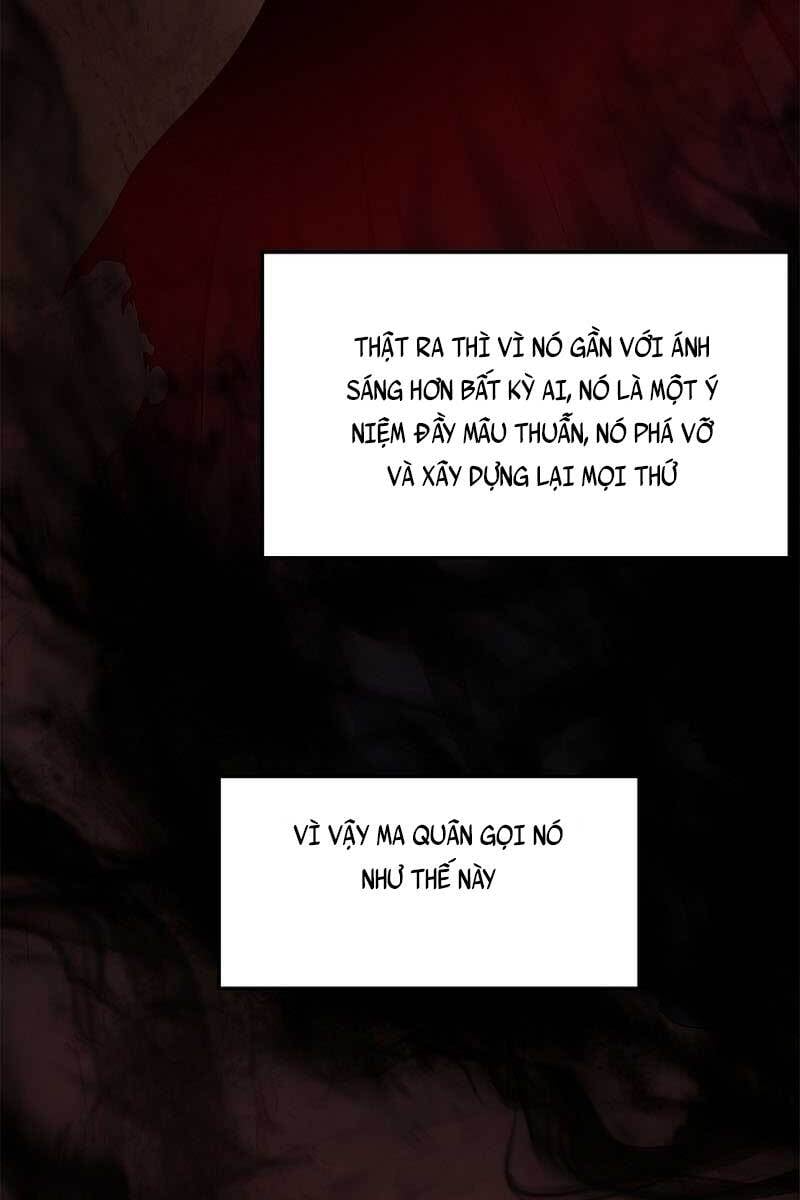 THẬT RA THÌ VÌ NÓ GẦN VỚI ÁNH
SÁNG HƠN BẤT KỲ AI, NÓ LÀ MỘT Ý
NIỆM ĐẦY MÂU THUẪN, NÓ PHÁ VỠ
VÀ XÂY DỰNG LẠI MỌI THỨ
VÌ VẬY MA QUÂN GỌI NÓ
NHƯ THẾ NÀY